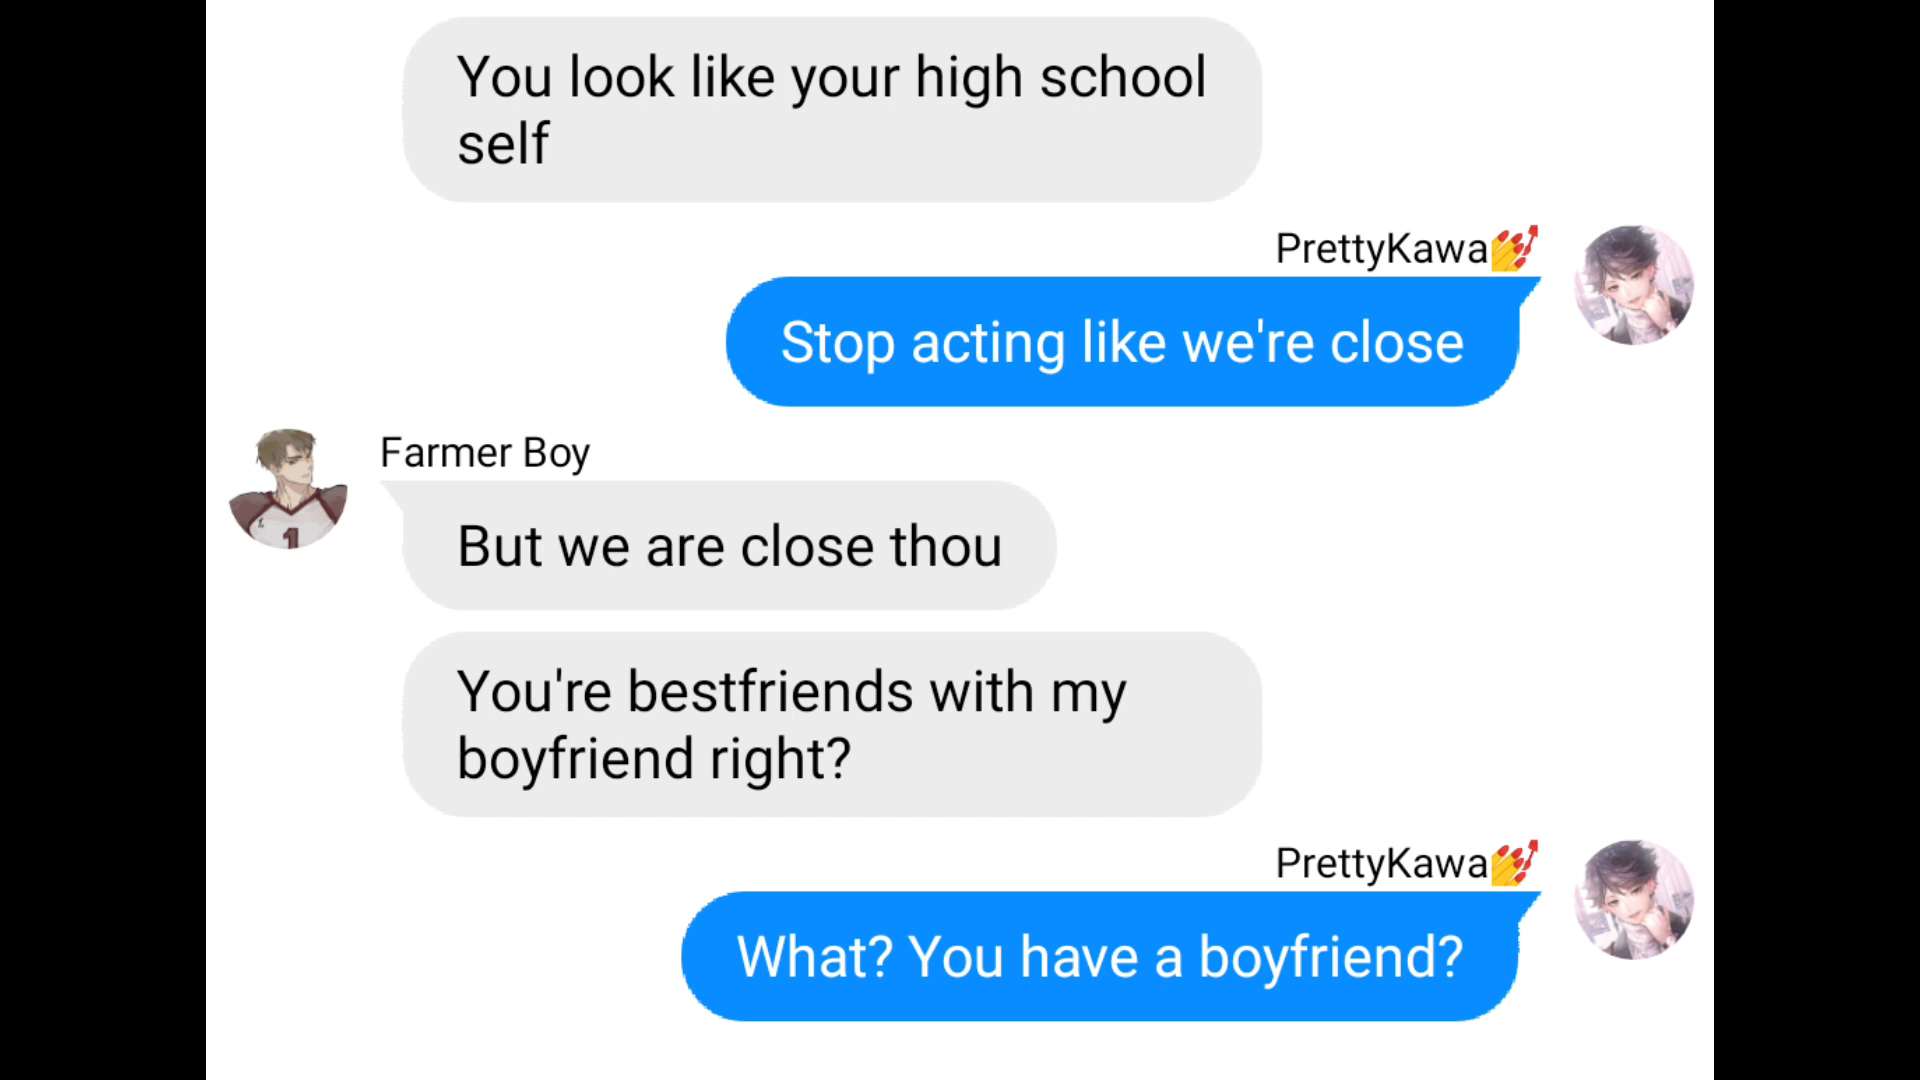 You look like your high school
self
PrettyKawa💅
Stop acting like we're close
Farmer Boy
But we are close thou
1
You're bestfriends with my
boyfriend right?
PrettyKawa💅
What? You have a boyfriend?